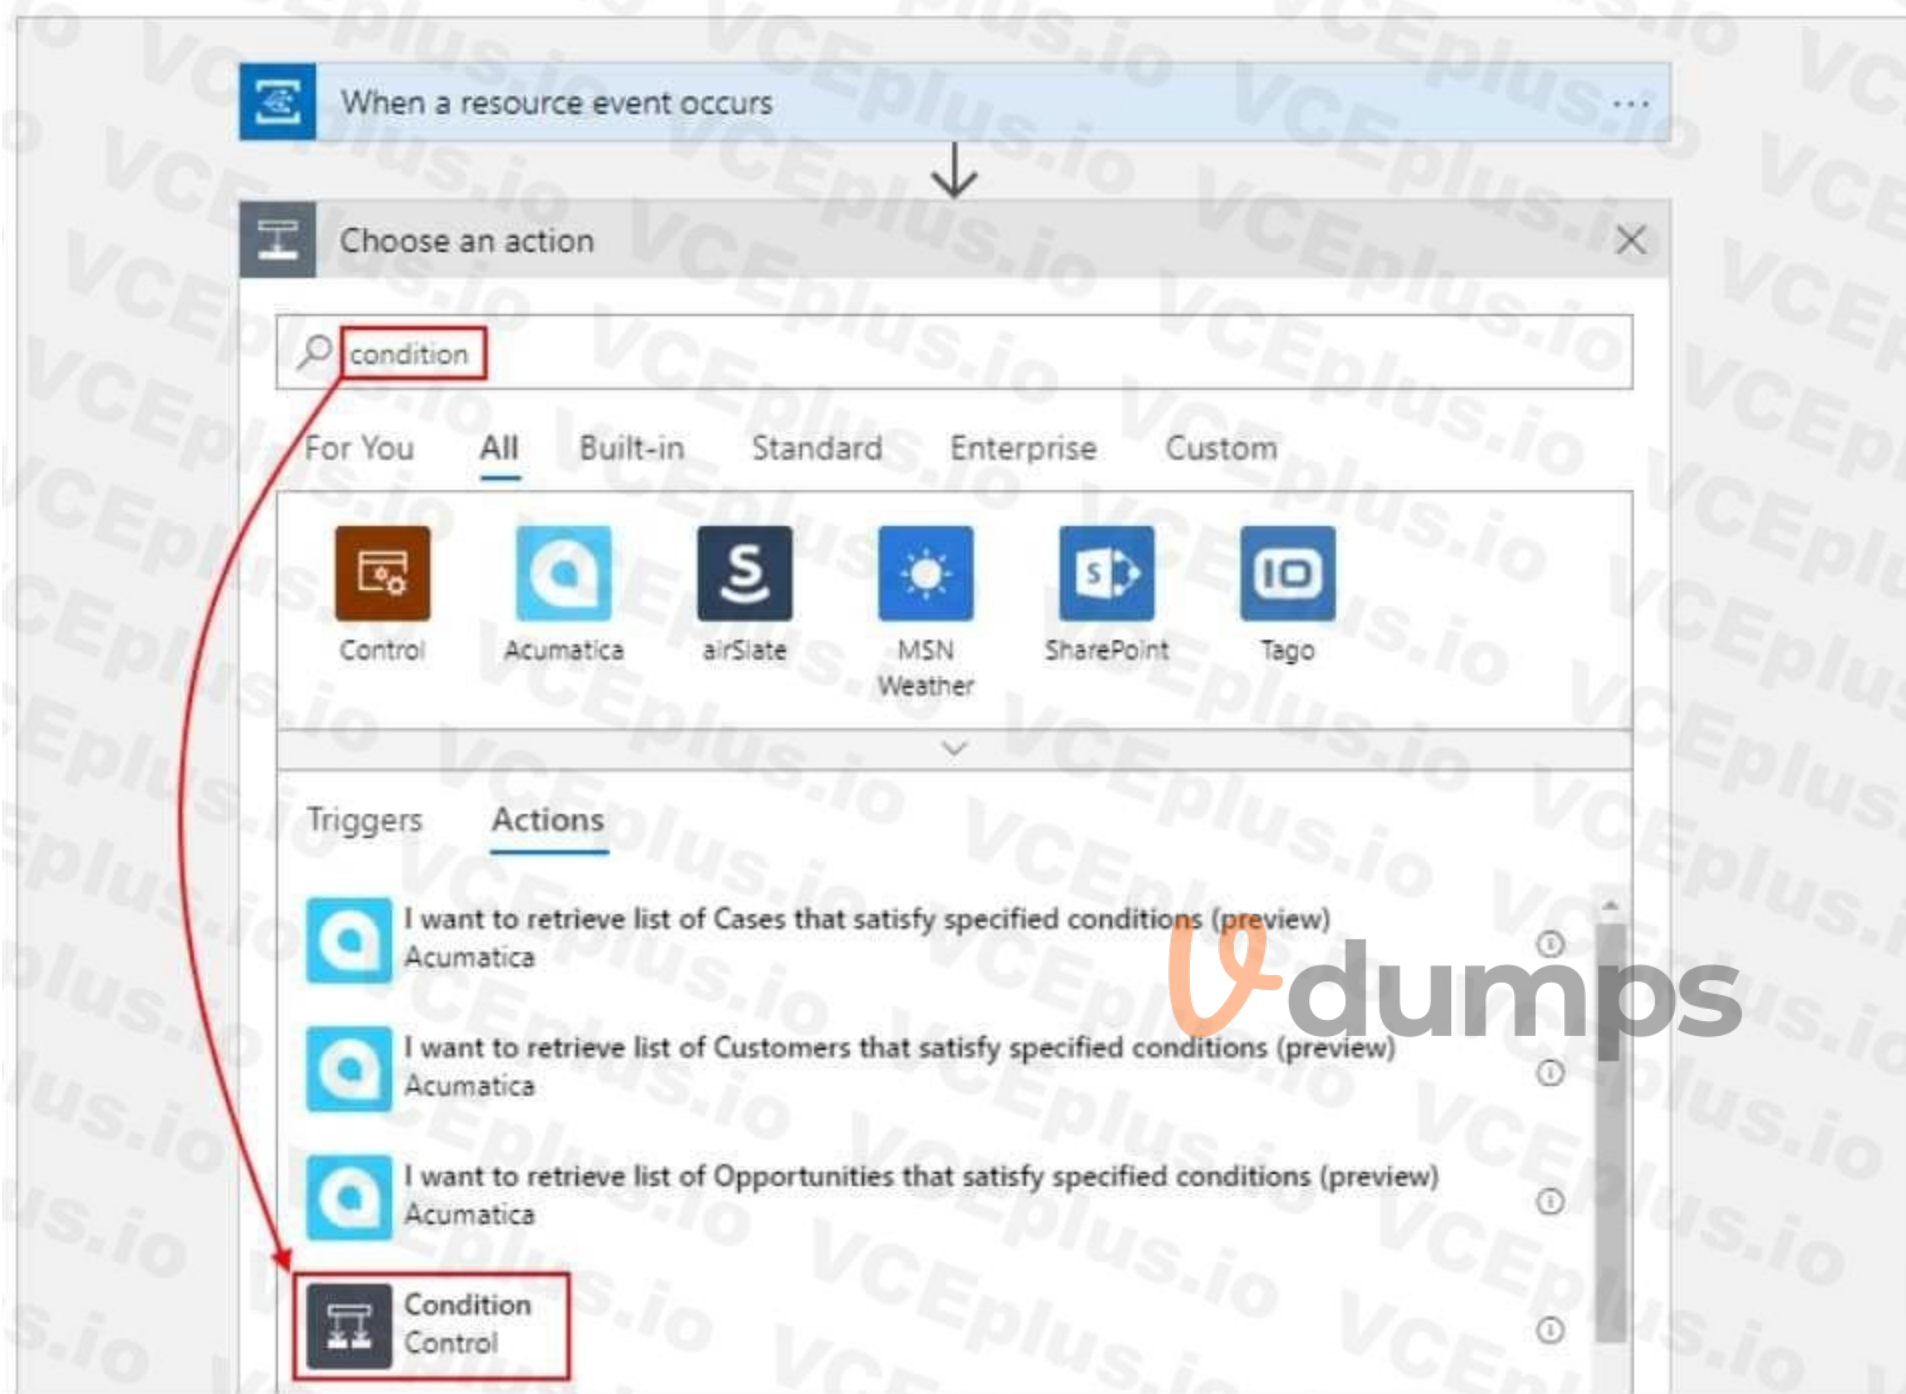 When a resource event occurs
Choose an action
condition
For You All Built-in Standard Enterprise Custom
Control Acumatica airSlate MSN Weather SharePoint Tago
Triggers Actions
I want to retrieve list of Cases that satisfy specified conditions (preview)
Acumatica
I want to retrieve list of Customers that satisfy specified conditions (preview)
Acumatica
I want to retrieve list of Opportunities that satisfy specified conditions (preview)
Acumatica
Condition
Control
Vdumps
VCEplus.io